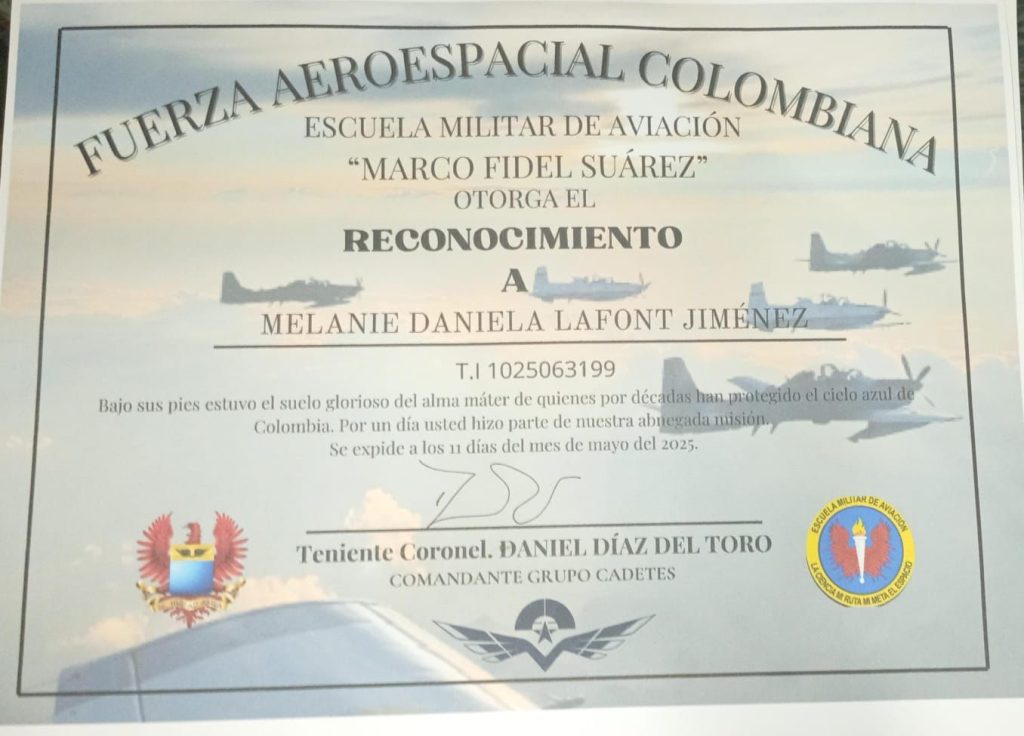 FUERZA AEROESPACIAL COLOMBIANA
ESCUELA MILITAR DE AVIACIÓN
“MARCO FIDEL SUÁREZ”
OTORGA EL
RECONOCIMIENTO
A
MELANIE DANIELA LAFONT JIMÉNEZ
T.I 1025063199
Bajo sus pies estuvo el suelo glorioso del alma máter de quienes por décadas han protegido el cielo azul de
Colombia. Por un día usted hizo parte de nuestra abnegada misión.
Se expide a los 11 días del mes de mayo del 2025.
Teniente Coronel. ĐANIEL DÍAZ DEL TORO
COMANDANTE GRUPO CADETES
ESCUELA MILITAR DE AVIACIÓN
LA CIENCIA MI RUTA MI META EL ESPACIO